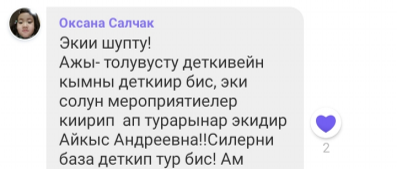 Оксана Салчак
Экии шупту!
Ажы- толувусту деткивейн
кымны деткиир бис, эки
солун мероприятиелер
киирип ап турарынар экидир
Айкыс Андреевна!!Силерни
база деткип тур бис! Ам
2